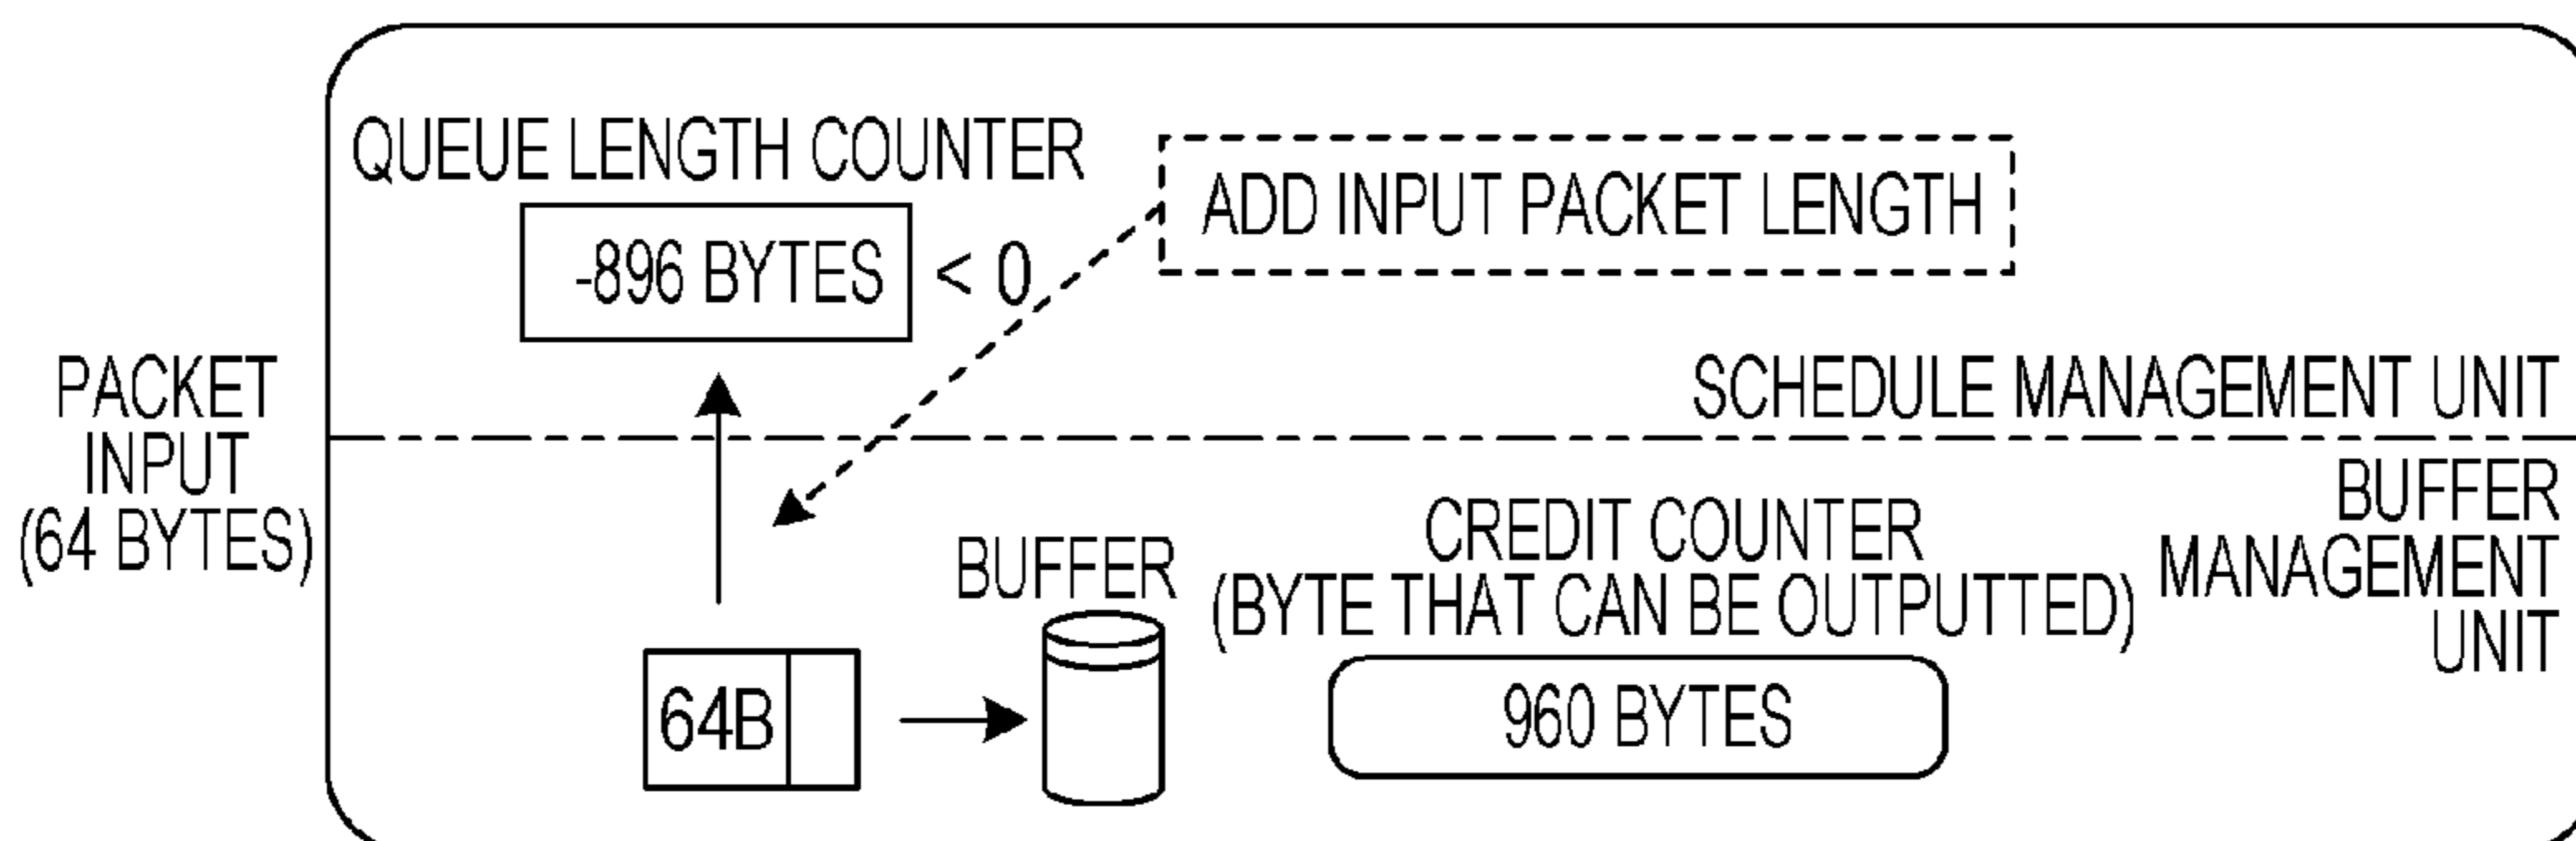 QUEUE LENGTH COUNTER
ADD INPUT PACKET LENGTH
-896 BYTES < 0
PACKET
INPUT
(64 BYTES)
SCHEDULE MANAGEMENT UNIT
BUFFER
MANAGEMENT
UNIT
CREDIT COUNTER
(BYTE THAT CAN BE OUTPUTTED)
BUFFER
64B
960 BYTES